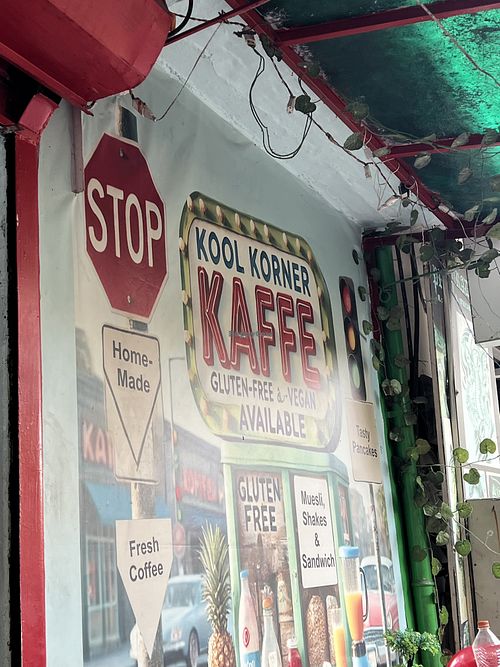 STOP
KOOL KORNER
KAFFE
GLUTEN-FREE & VEGAN
AVAILABLE
Home-
Made
Tasty
Pancakes
GLUTEN
FREE
Muesli,
Shakes
&
Sandwich
Fresh
Coffee